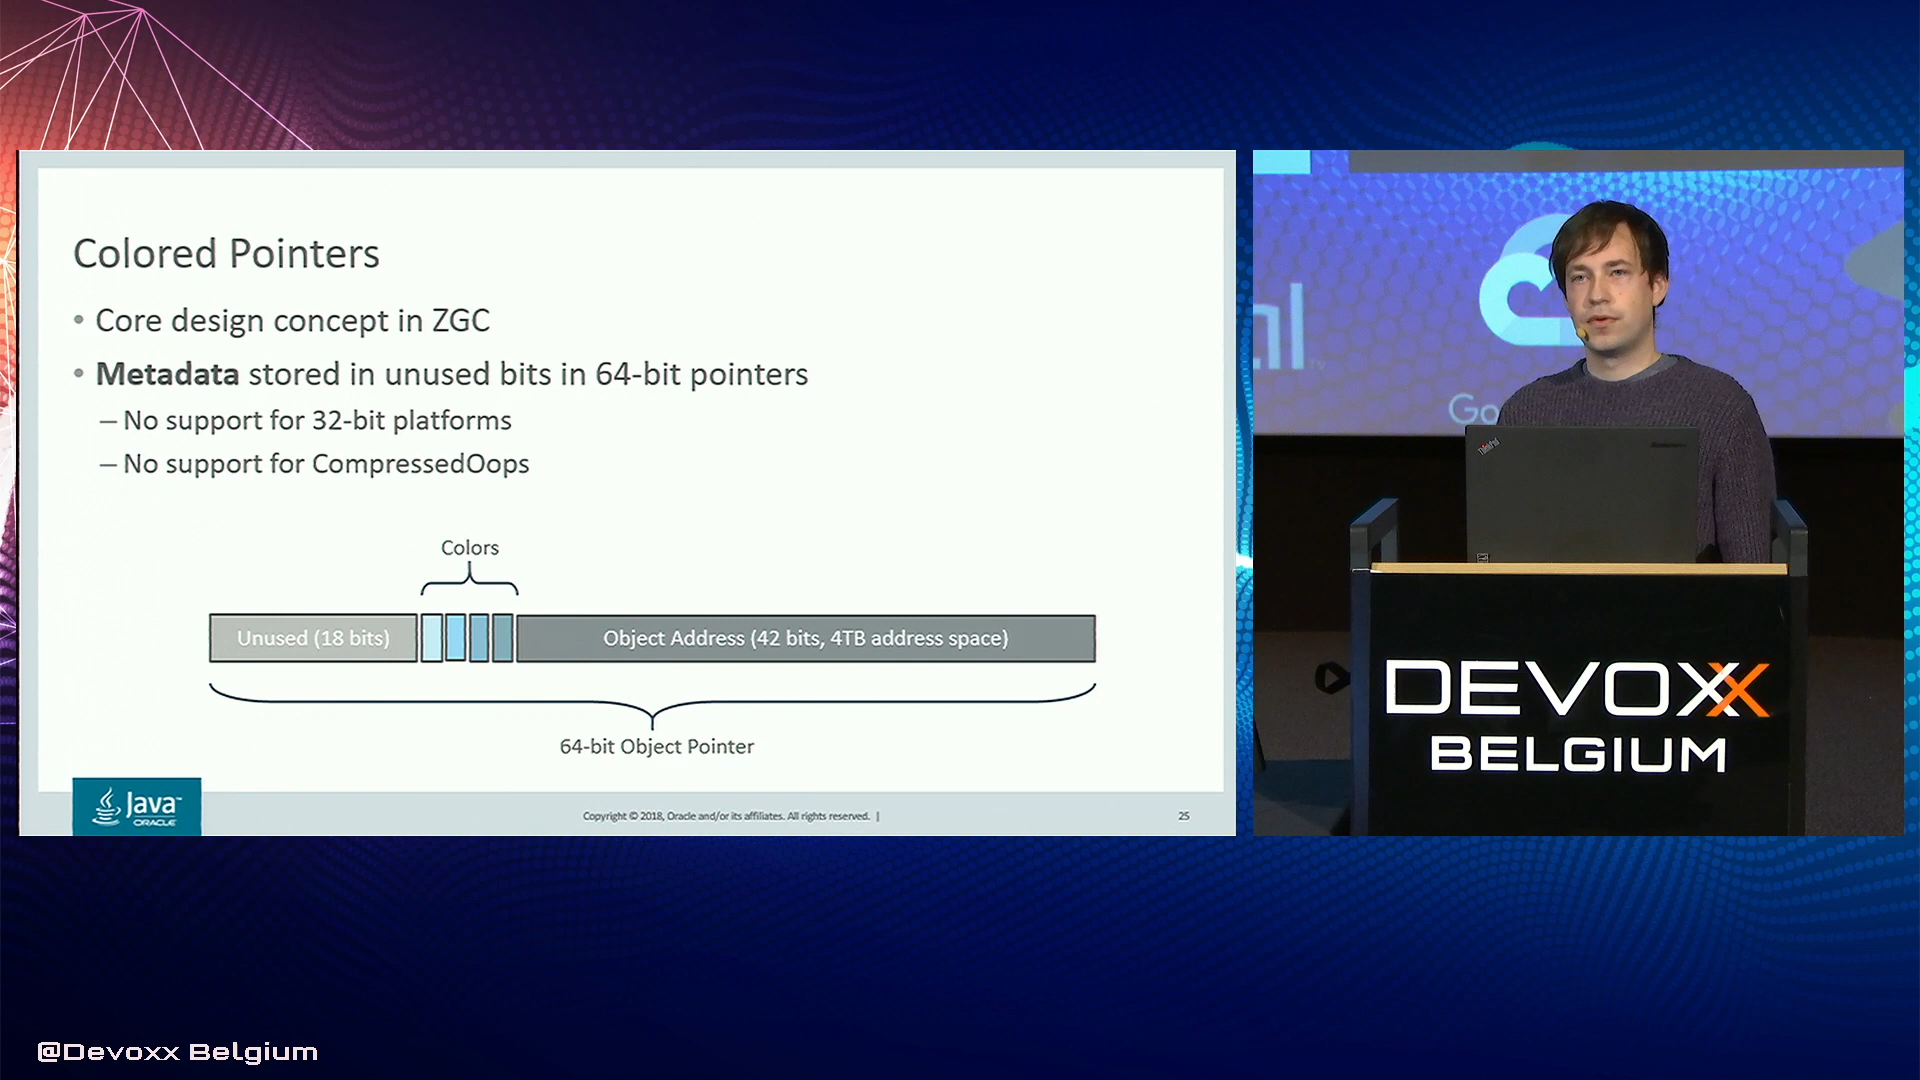 Colored Pointers
• Core design concept in ZGC
• Metadata stored in unused bits in 64-bit pointers
– No support for 32-bit platforms
– No support for CompressedOops
Colors
Unused (18 bits)
Object Address (42 bits, 4TB address space)
64-bit Object Pointer
Java™
ORACLE
Copyright © 2018, Oracle and/or its affiliates. All rights reserved. |
25
Go
ThinkPad
DEVOXX
BELGIUM
@Devoxx Belgium